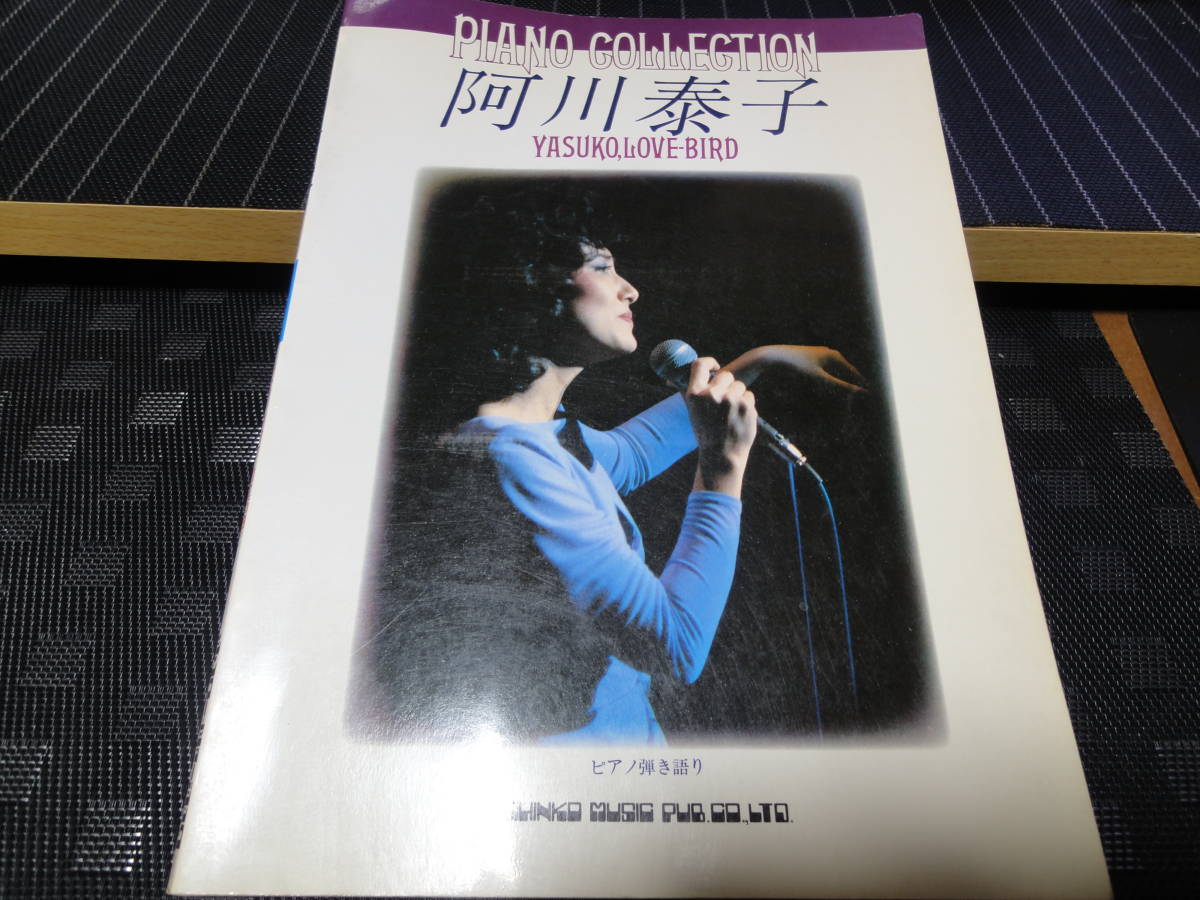 PIANO COLLECTION
阿川泰子
YASUKO, LOVE-BIRD
ピアノ弾き語り
SHINKO MUSIC PUB. CO., LTD.